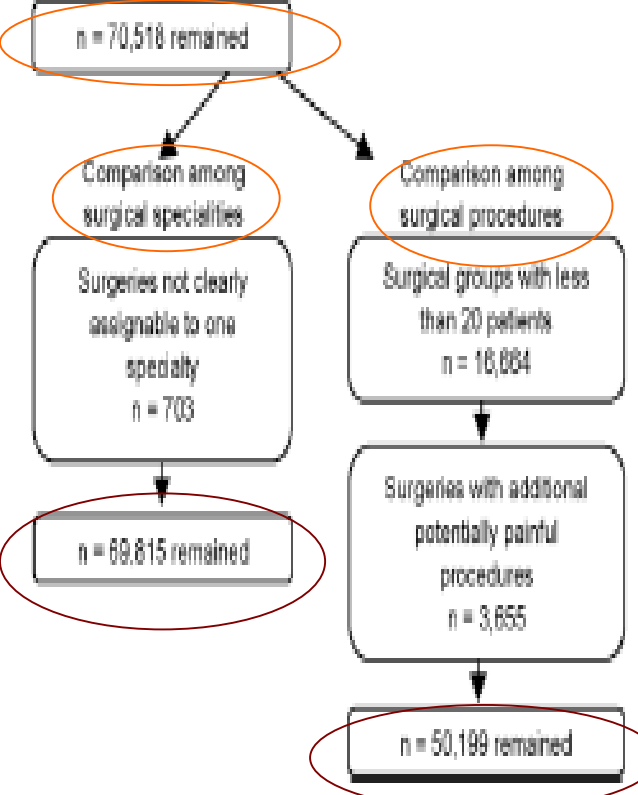 n = 70,518 remained
Comparison among
surgical specialities
Surgeries not clearly
assignable to one
specialty
n = 703
n = 69,815 remained
Comparison among
surgical procedures
Surgical groups with less
than 20 patients
n = 16,664
Surgeries with additional
potentially painful
procedures
n = 3,655
n = 50,199 remained